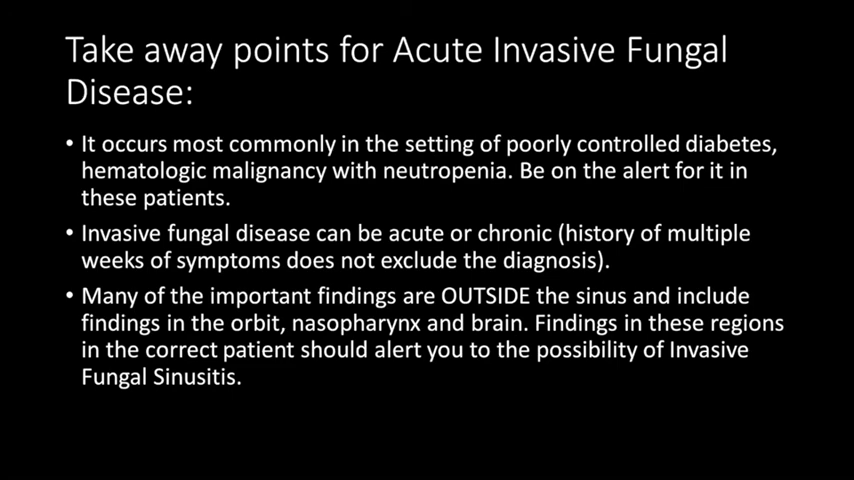 Take away points for Acute Invasive Fungal
Disease:
• It occurs most commonly in the setting of poorly controlled diabetes,
hematologic malignancy with neutropenia. Be on the alert for it in
these patients.
• Invasive fungal disease can be acute or chronic (history of multiple
weeks of symptoms does not exclude the diagnosis).
• Many of the important findings are OUTSIDE the sinus and include
findings in the orbit, nasopharynx and brain. Findings in these regions
in the correct patient should alert you to the possibility of Invasive
Fungal Sinusitis.